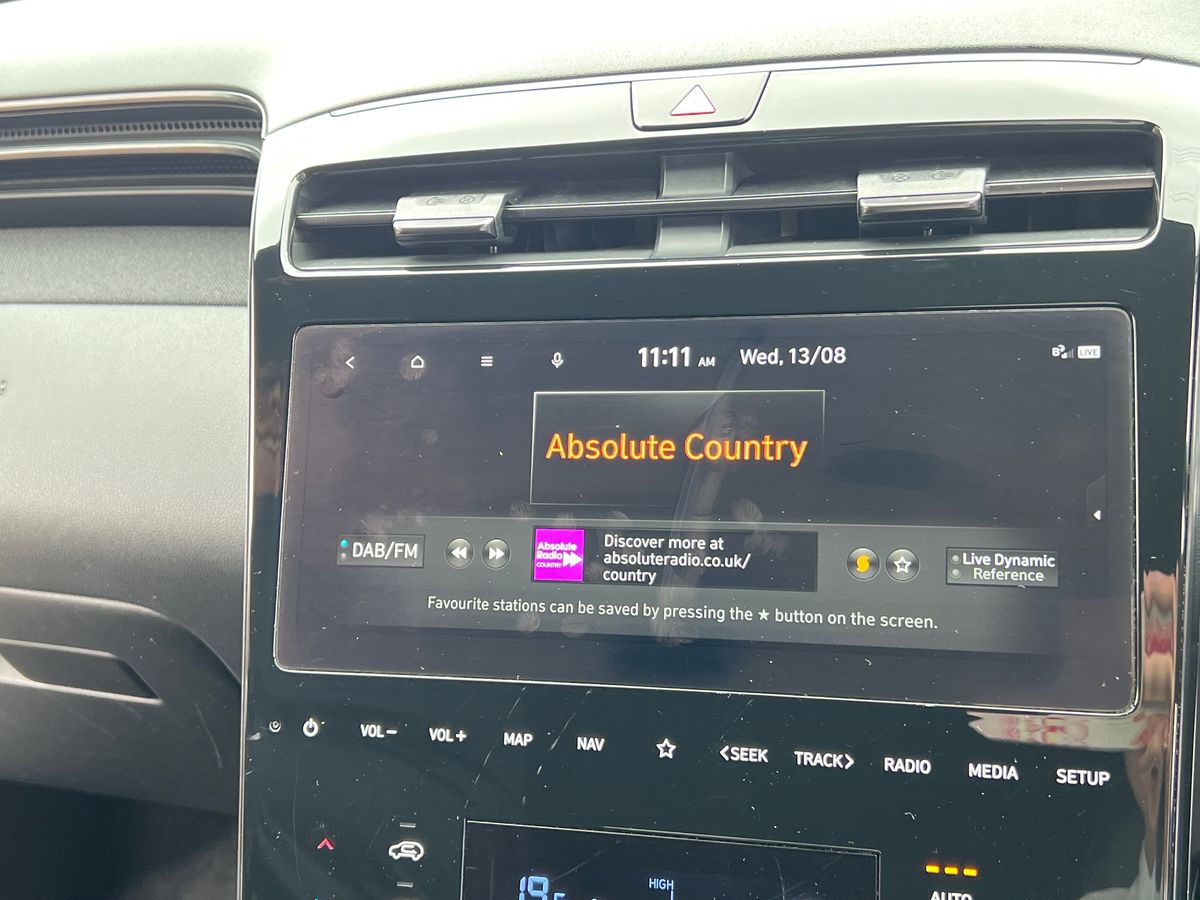 11:11 AM Wed, 13/08
LIVE
Absolute Country
DAB/FM
Absolute
Radio
COUNTRY
Discover more at
absoluteradio.co.uk/
country
Live Dynamic
Reference
Favourite stations can be saved by pressing the ★ button on the screen.
VOL− VOL+ MAP NAV ☆ <SEEK TRACK> RADIO MEDIA SETUP
HIGH
AUTO